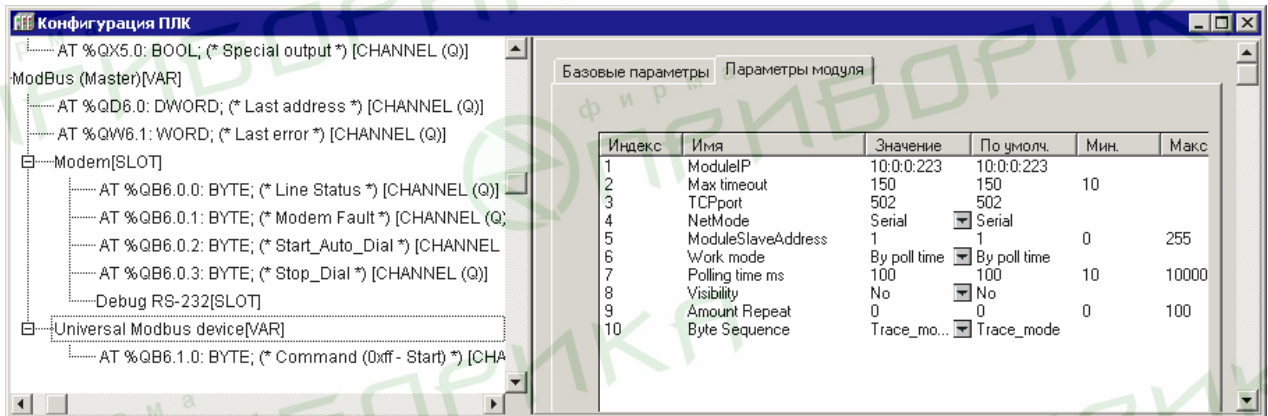 Конфигурация ПЛК
AT %QX5.0: BOOL; (* Special output *) [CHANNEL (Q)]
ModBus (Master)[VAR]
AT %QD6.0: DWORD; (* Last address *) [CHANNEL (Q)]
AT %QW6.1: WORD; (* Last error *) [CHANNEL (Q)]
Modem[SLOT]
AT %QB6.0.0: BYTE; (* Line Status *) [CHANNEL (Q)]
AT %QB6.0.1: BYTE; (* Modem Fault *) [CHANNEL (Q)
AT %QB6.0.2: BYTE; (* Start_Auto_Dial *) [CHANNEL
AT %QB6.0.3: BYTE; (* Stop_Dial *) [CHANNEL (Q)]
Debug RS-232[SLOT]
Universal Modbus device[VAR]
AT %QB6.1.0: BYTE; (* Command (0xff - Start) *) [CHA
Базовые параметры Параметры модуля
Индекс Имя Значение По умолч. Мин. Макс
1 ModuleIP 10:0:0:223 10:0:0:223
2 Max timeout 150 150 10
3 TCPport 502 502
4 NetMode Serial Serial
5 ModuleSlaveAddress 1 1 0 255
6 Work mode By poll time By poll time
7 Polling time ms 100 100 10 10000
8 Visibility No No
9 Amount Repeat 0 0 0 100
10 Byte Sequence Trace_mo... Trace_mode
фирма
ПРИБОРИКА